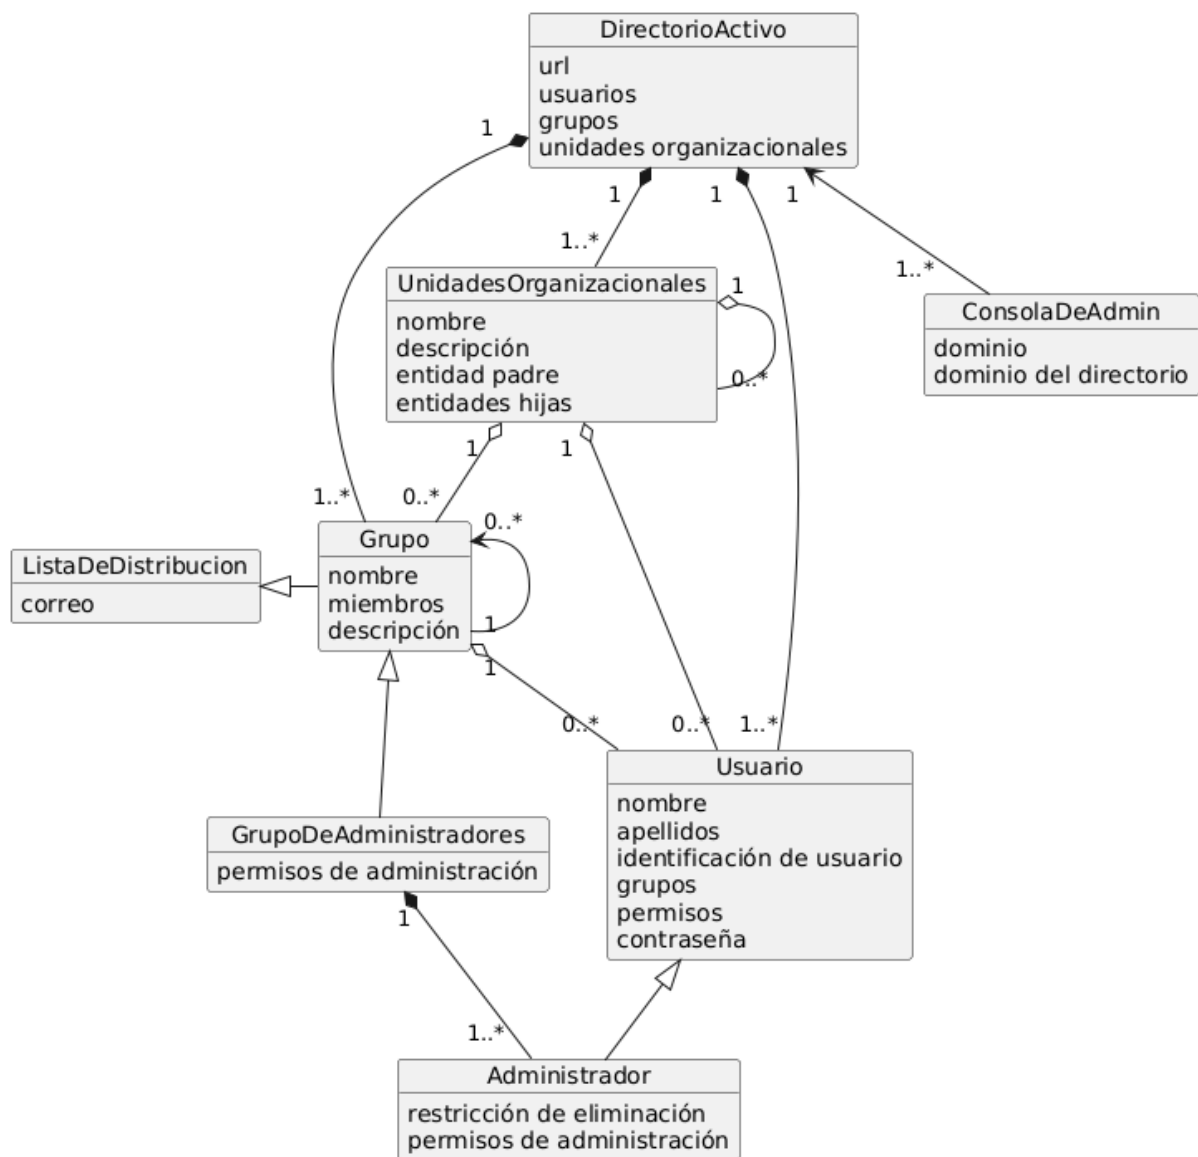 DirectorioActivo
url
usuarios
grupos
unidades organizacionales
1
1
1
1
1..*
1..*
UnidadesOrganizacionales
nombre
descripción
entidad padre
entidades hijas
1
0..*
ConsolaDeAdmin
dominio
dominio del directorio
1
1
1..*
0..*
0..*
Grupo
nombre
miembros
descripción
1
1
ListaDeDistribucion
correo
0..*
0..*
1..*
Usuario
nombre
apellidos
identificación de usuario
grupos
permisos
contraseña
GrupoDeAdministradores
permisos de administración
1
1..*
Administrador
restricción de eliminación
permisos de administración